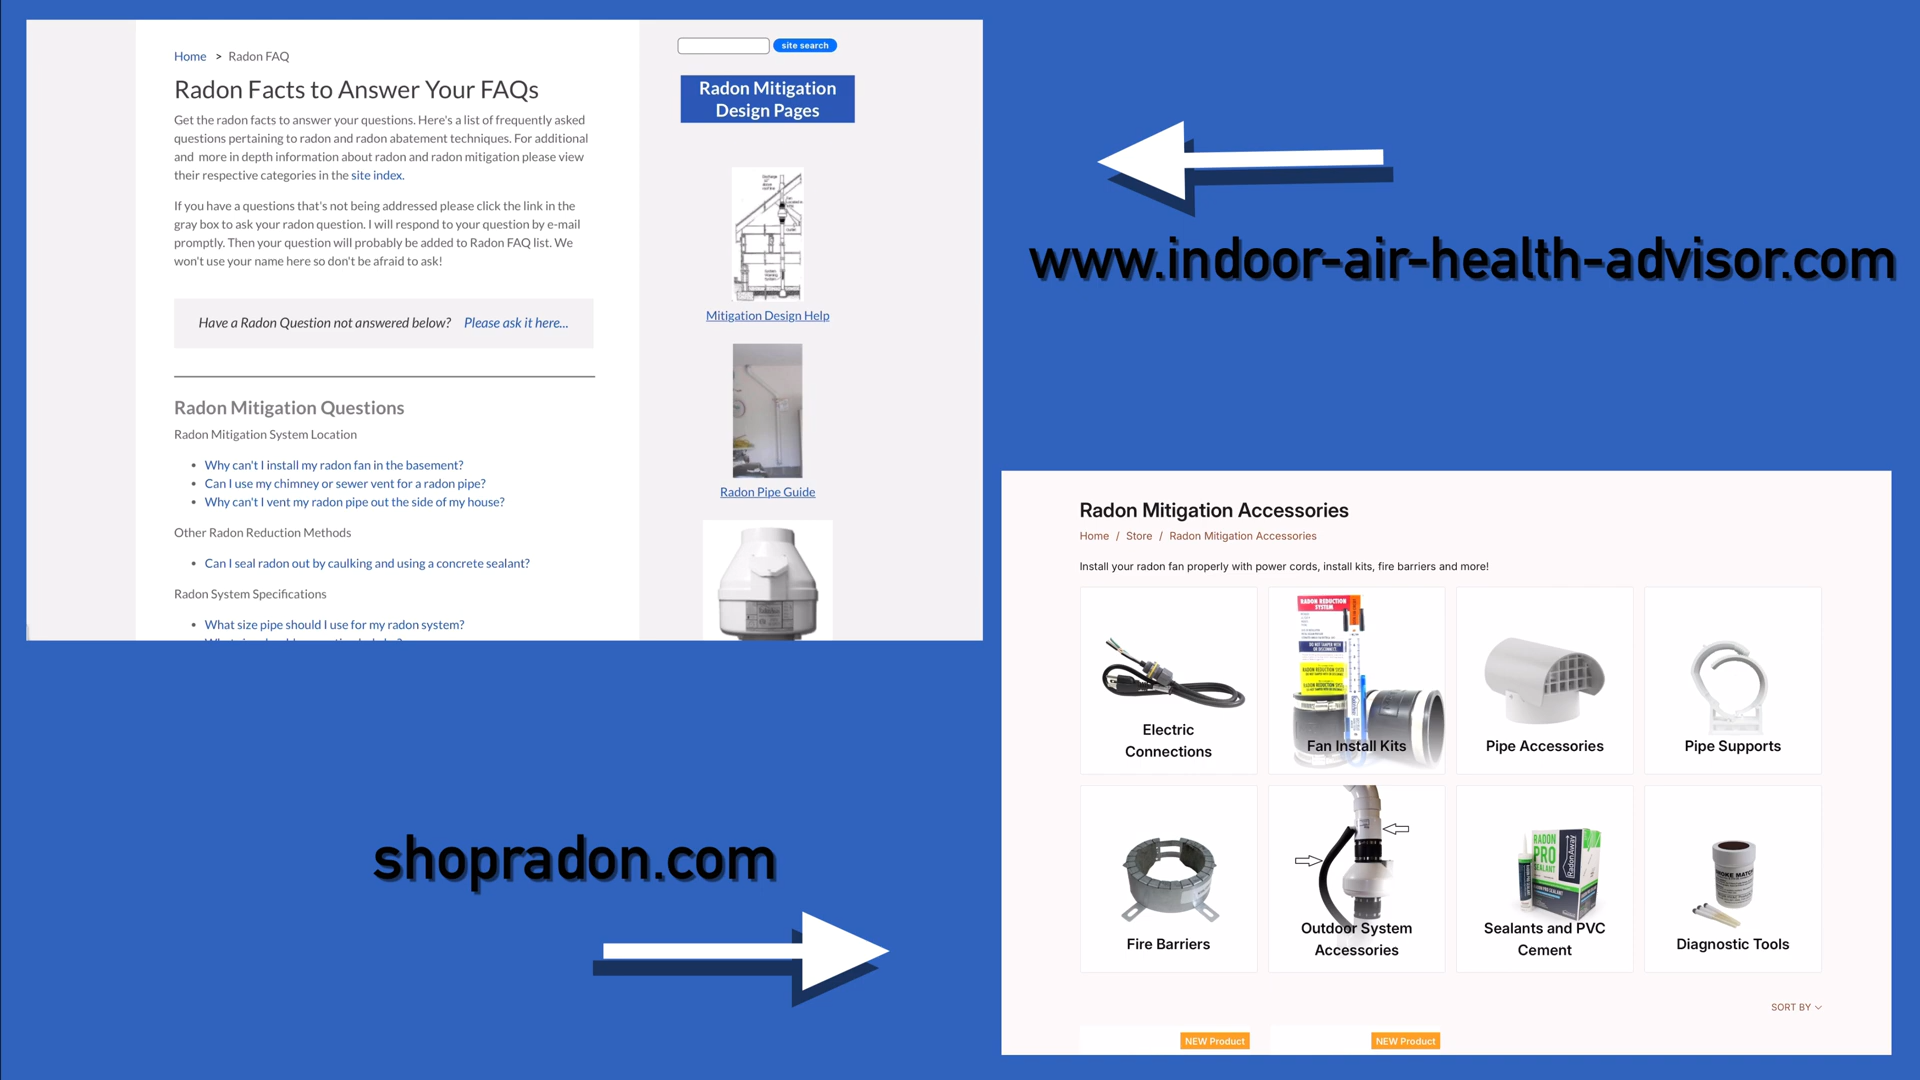 Home > Radon FAQ
Radon Facts to Answer Your FAQs
Get the radon facts to answer your questions. Here's a list of frequently asked
questions pertaining to radon and radon abatement techniques. For additional
and more in depth information about radon and radon mitigation please view
their respective categories in the site index.
If you have a questions that's not being addressed please click the link in the
gray box to ask your radon question. I will respond to your question by e-mail
promptly. Then your question will probably be added to Radon FAQ list. We
won't use your name here so don't be afraid to ask!
Have a Radon Question not answered below? Please ask it here...
Radon Mitigation Questions
Radon Mitigation System Location
• Why can't I install my radon fan in the basement?
• Can I use my chimney or sewer vent for a radon pipe?
• Why can't I vent my radon pipe out the side of my house?
Other Radon Reduction Methods
• Can I seal radon out by caulking and using a concrete sealant?
Radon System Specifications
• What size pipe should I use for my radon system?
site search
Radon Mitigation
Design Pages
Mitigation Design Help
Radon Pipe Guide
www.indoor-air-health-advisor.com
shopradon.com
Radon Mitigation Accessories
Home / Store / Radon Mitigation Accessories
Install your radon fan properly with power cords, install kits, fire barriers and more!
Electric
Connections
RADON REDUCTION
SYSTEM
Fan Install Kits
Pipe Accessories
Pipe Supports
Fire Barriers
Outdoor System
Accessories
RADON
PRO
SEALANT
RadonAway
Sealants and PVC
Cement
Diagnostic Tools
SORT BY
NEW Product
NEW Product